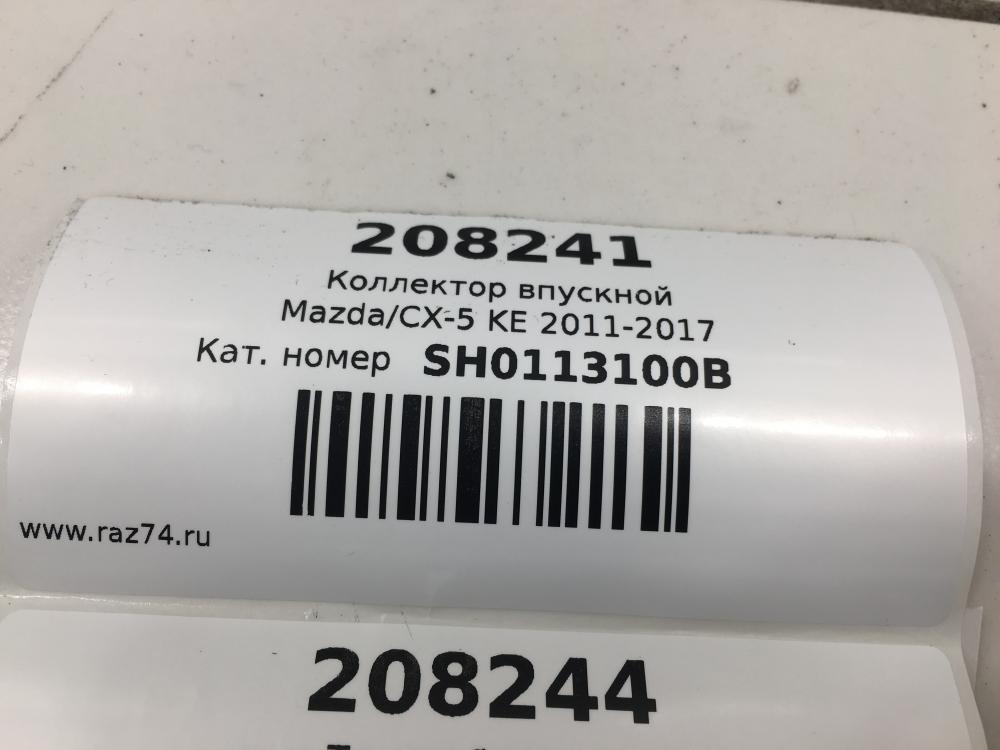 208241
Коллектор впускной
Mazda/CX-5 KE 2011-2017
Кат. номер SH0113100B
www.raz74.ru
208244